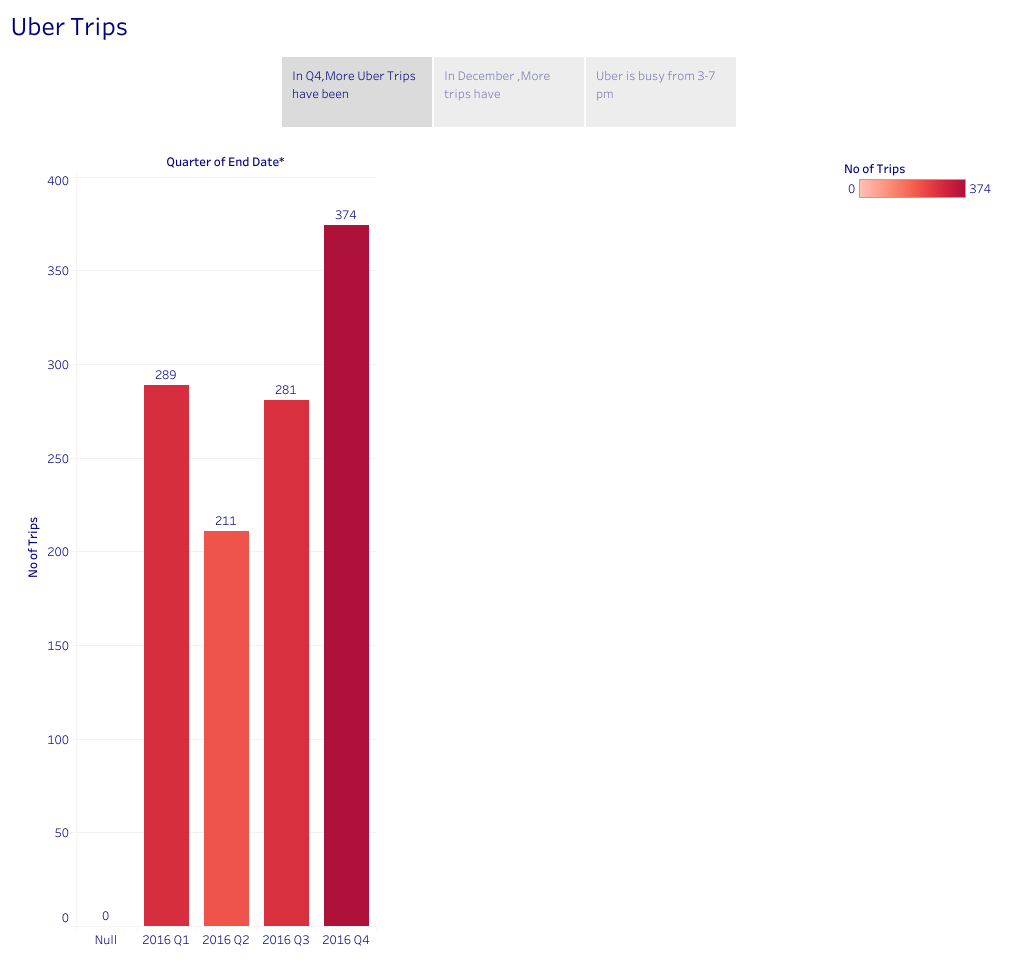 Uber Trips
In Q4,More Uber Trips
have been
In December ,More
trips have
Uber is busy from 3-7
pm
Quarter of End Date*
No of Trips
0
374
400
350
300
250
200
150
100
50
0
No of Trips
0
289
211
281
374
Null
2016 Q1
2016 Q2
2016 Q3
2016 Q4